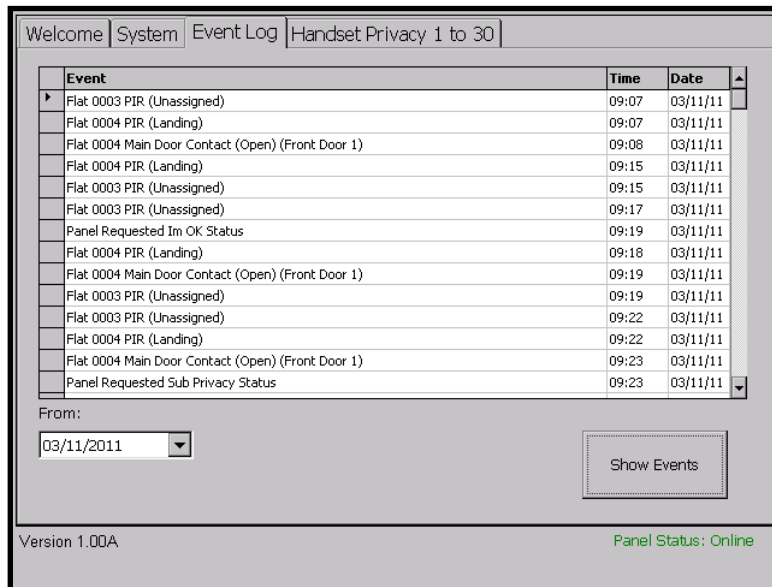 Welcome System Event Log Handset Privacy 1 to 30
Event Time Date
Flat 0003 PIR (Unassigned) 09:07 03/11/11
Flat 0004 PIR (Landing) 09:07 03/11/11
Flat 0004 Main Door Contact (Open) (Front Door 1) 09:08 03/11/11
Flat 0004 PIR (Landing) 09:15 03/11/11
Flat 0003 PIR (Unassigned) 09:15 03/11/11
Flat 0003 PIR (Unassigned) 09:17 03/11/11
Panel Requested Im OK Status 09:19 03/11/11
Flat 0004 PIR (Landing) 09:18 03/11/11
Flat 0004 Main Door Contact (Open) (Front Door 1) 09:19 03/11/11
Flat 0003 PIR (Unassigned) 09:19 03/11/11
Flat 0003 PIR (Unassigned) 09:22 03/11/11
Flat 0004 PIR (Landing) 09:22 03/11/11
Flat 0004 Main Door Contact (Open) (Front Door 1) 09:23 03/11/11
Panel Requested Sub Privacy Status 09:23 03/11/11
From:
03/11/2011
Show Events
Version 1.00A Panel Status: Online